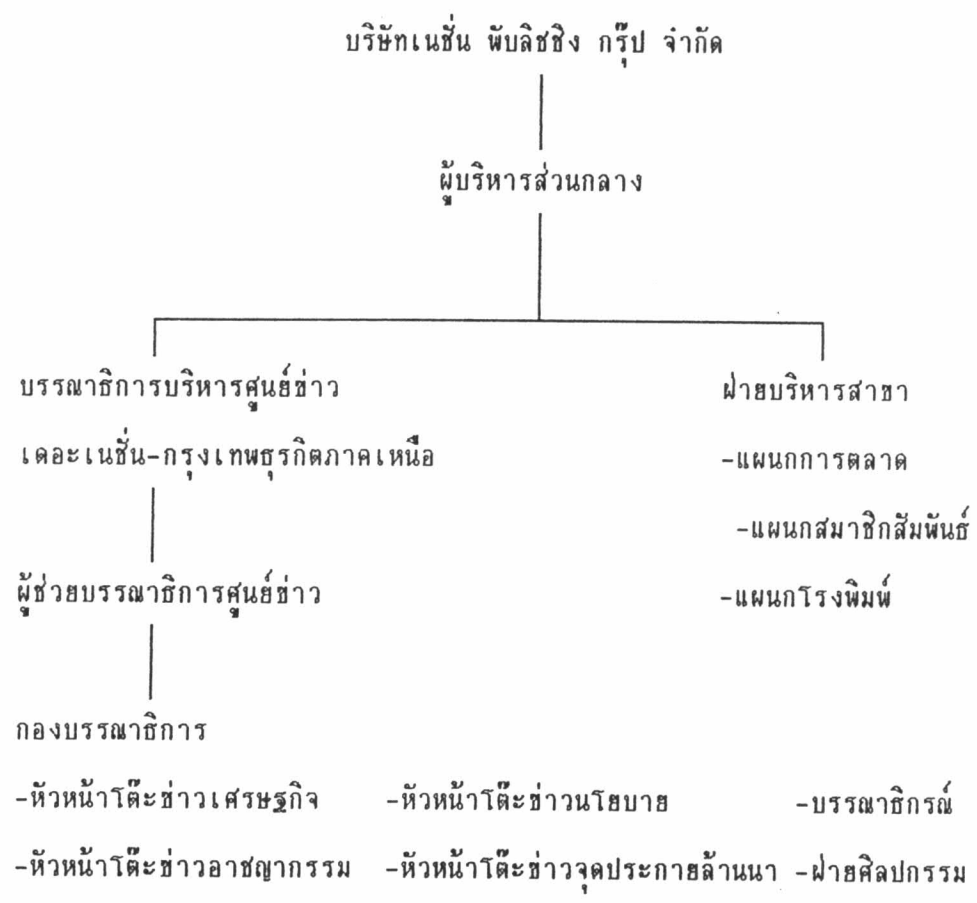 บริษัทเนชั่น พับลิชชิง กรุ๊ป จำกัด
ผู้บริหารส่วนกลาง
บรรณาธิการบริหารศูนย์ข่าว
เดอะเนชั่น-กรุงเทพธุรกิตภาคเหนือ
ผู้ช่วยบรรณาธิการศูนย์ข่าว
กองบรรณาธิการ
-หัวหน้าโต๊ะข่าวเศรษฐกิจ
-หัวหน้าโต๊ะข่าวอาชญากรรม
-หัวหน้าโต๊ะข่าวนโยบาย
-หัวหน้าโต๊ะข่าวจุดประกายล้านนา
-บรรณาธิกรณ์
-ฝ่ายศิลปกรรม
ฝ่ายบริหารสาขา
-แผนกการตลาด
-แผนกสมาชิกสัมพันธ์
-แผนกโรงพิมพ์